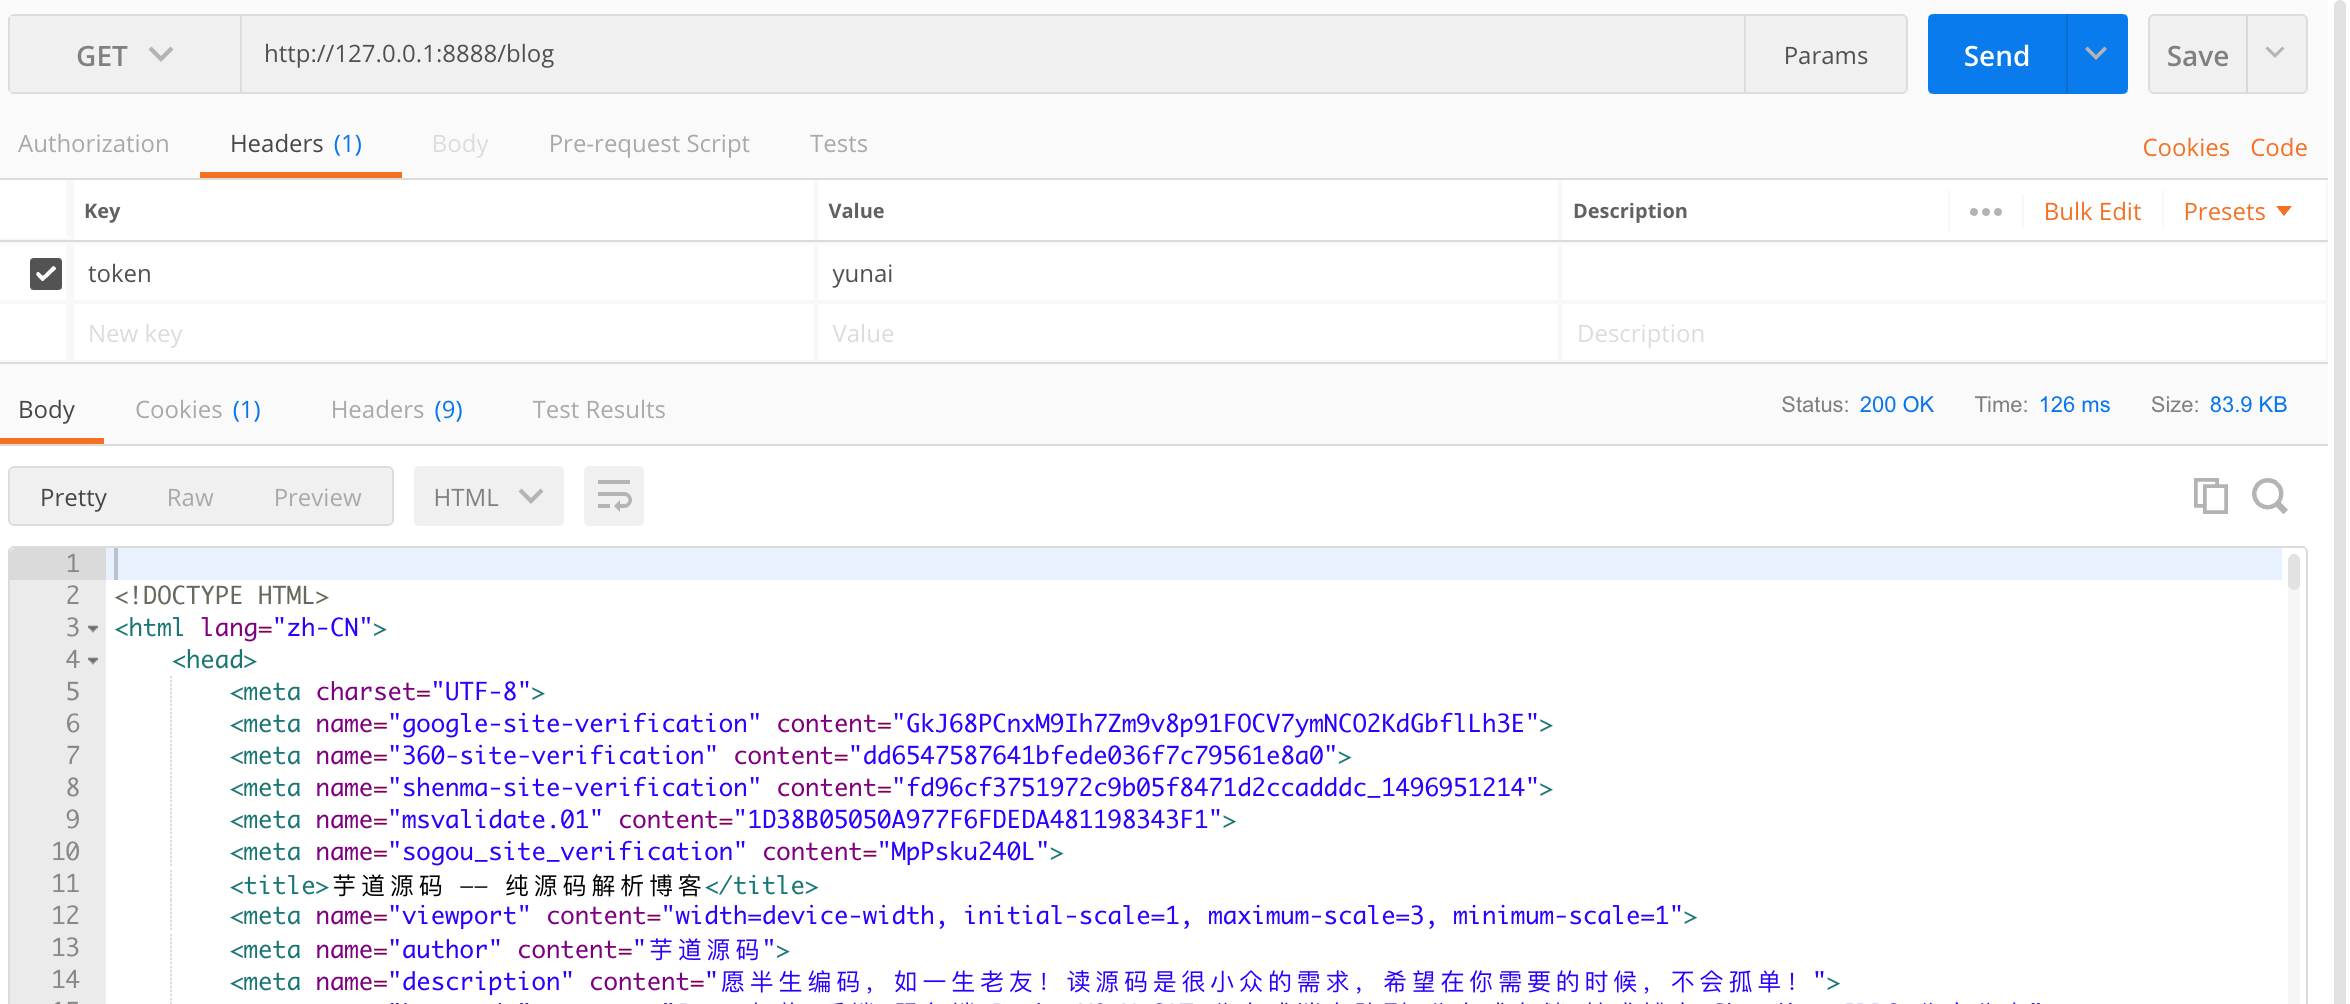 GET http://127.0.0.1:8888/blog Params Send Save
Authorization Headers (1) Body Pre-request Script Tests Cookies Code
Key Value Description Bulk Edit Presets
token yunai
New key Value Description
Body Cookies (1) Headers (9) Test Results Status: 200 OK Time: 126 ms Size: 83.9 KB
Pretty Raw Preview HTML
1
2 <!DOCTYPE HTML>
3 <html lang="zh-CN">
4 <head>
5 <meta charset="UTF-8">
6 <meta name="google-site-verification" content="GkJ68PCnxM9Ih7Zm9v8p91FOCV7ymNCO2KdGbflLh3E">
7 <meta name="360-site-verification" content="dd6547587641bfede036f7c79561e8a0">
8 <meta name="shenma-site-verification" content="fd96cf3751972c9b05f8471d2ccadddc_1496951214">
9 <meta name="msvalidate.01" content="1D38B05050A977F6FDEDA481198343F1">
10 <meta name="sogou_site_verification" content="MpPsku240L">
11 <title>芋道源码 —— 纯源码解析博客</title>
12 <meta name="viewport" content="width=device-width, initial-scale=1, maximum-scale=3, minimum-scale=1">
13 <meta name="author" content="芋道源码">
14 <meta name="description" content="愿半生编码，如一生老友！读源码是很小众的需求，希望在你需要的时候，不会孤单！">